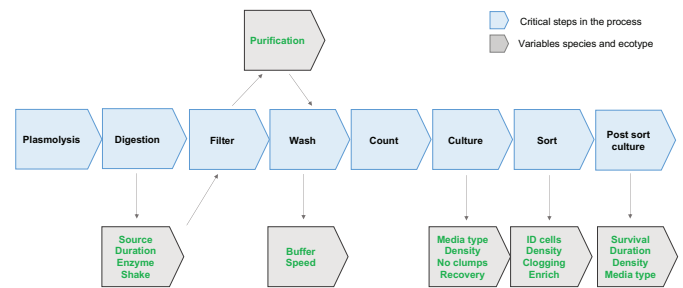 Critical steps in the process
Variables species and ecotype
Purification
Plasmolysis
Digestion
Filter
Wash
Count
Culture
Sort
Post sort
culture
Source
Duration
Enzyme
Shake
Buffer
Speed
Media type
Density
No clumps
Recovery
ID cells
Density
Clogging
Enrich
Survival
Duration
Density
Media type